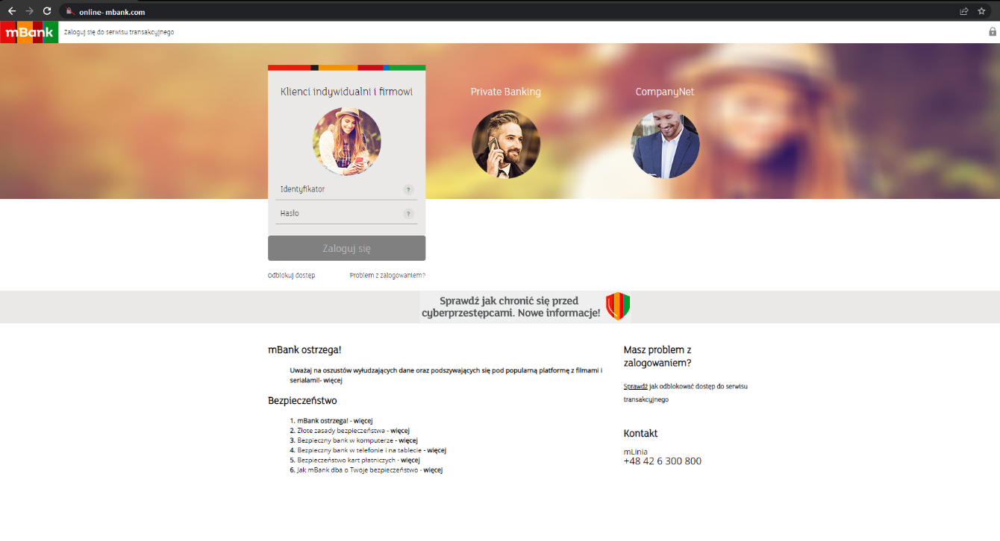 online- mbank.com
mBank
Zaloguj się do serwisu transakcyjnego
Klienci indywidualni i firmowi
Private Banking
CompanyNet
Identyfikator ?
Hasło ?
Zaloguj się
Odblokuj dostęp
Problem z zalogowaniem?
Sprawdź jak chronić się przed
cyberprzestępcami. Nowe informacje!
mBank ostrzega!
Uważaj na oszustów wyłudzających dane oraz podszywających się pod popularną platformę z filmami i
serialami!- więcej
Bezpieczeństwo
1. mBank ostrzega! - więcej
2. Złote zasady bezpieczeństwa - więcej
3. Bezpieczny bank w komputerze - więcej
4. Bezpieczny bank w telefonie i na tablecie - więcej
5. Bezpieczeństwo kart płatniczych - więcej
6. Jak mBank dba o Twoje bezpieczeństwo - więcej
Masz problem z
zalogowaniem?
Sprawdź jak odblokować dostęp do serwisu
transakcyjnego
Kontakt
mLinia
+48 42 6 300 800